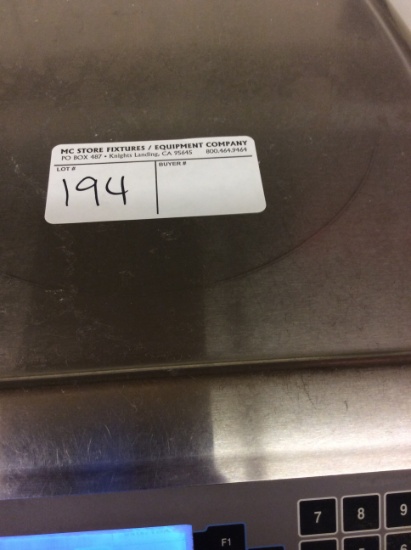 MC STORE FIXTURES / EQUIPMENT COMPANY
PO BOX 487 • Knights Landing, CA 95645 800.464.9464
LOT # BUYER #
194
F1 7 8 9